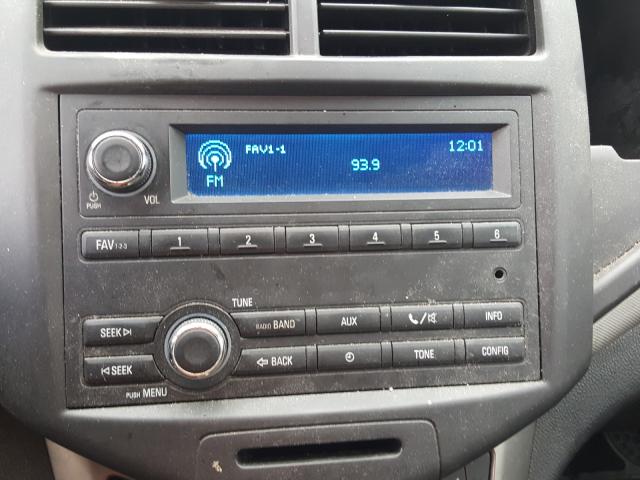 FAV1-1 12:01
93.9
FM
PUSH VOL
FAV 1-2-3 1 2 3 4 5 6
TUNE
SEEK RADIO BAND AUX / INFO
SEEK BACK TONE CONFIG
PUSH MENU